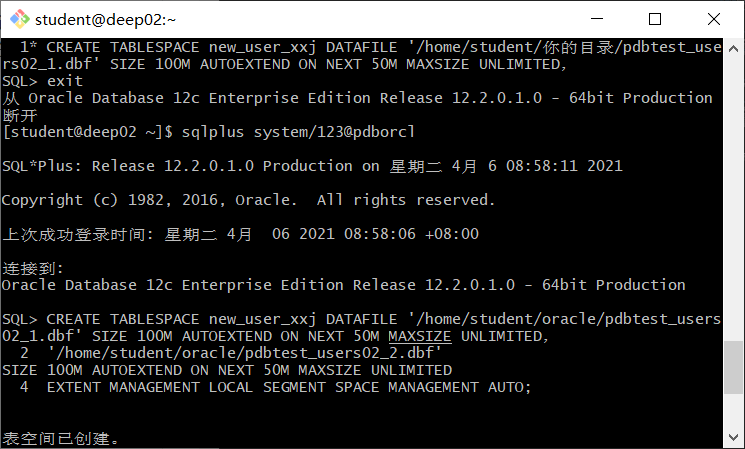 student@deep02:~
  1* CREATE TABLESPACE new_user_xxj DATAFILE '/home/student/你的目录/pdbtest_use
rs02_1.dbf' SIZE 100M AUTOEXTEND ON NEXT 50M MAXSIZE UNLIMITED,
SQL> exit
从 Oracle Database 12c Enterprise Edition Release 12.2.0.1.0 - 64bit Production
断开
[student@deep02 ~]$ sqlplus system/123@pdborcl
SQL*Plus: Release 12.2.0.1.0 Production on 星期二 4月 6 08:58:11 2021
Copyright (c) 1982, 2016, Oracle.  All rights reserved.
上次成功登录时间: 星期二 4月  06 2021 08:58:06 +08:00
连接到:
Oracle Database 12c Enterprise Edition Release 12.2.0.1.0 - 64bit Production
SQL> CREATE TABLESPACE new_user_xxj DATAFILE '/home/student/oracle/pdbtest_users
02_1.dbf' SIZE 100M AUTOEXTEND ON NEXT 50M MAXSIZE UNLIMITED,
  2  '/home/student/oracle/pdbtest_users02_2.dbf'
SIZE 100M AUTOEXTEND ON NEXT 50M MAXSIZE UNLIMITED
  4  EXTENT MANAGEMENT LOCAL SEGMENT SPACE MANAGEMENT AUTO;
表空间已创建。